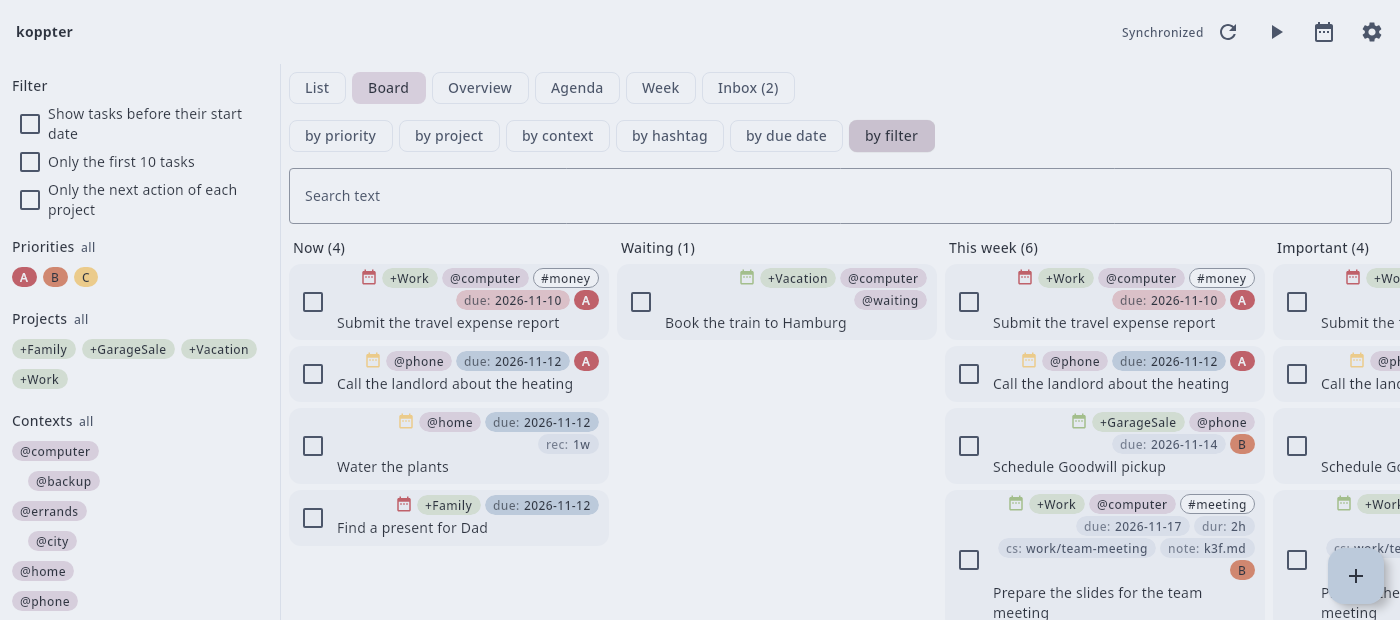 koppter
Synchronized
Filter
Show tasks before their start
date
Only the first 10 tasks
Only the next action of each
project
Priorities all
A B C
Projects all
+Family +GarageSale +Vacation
+Work
Contexts all
@computer
@backup
@errands
@city
@home
@phone
List Board Overview Agenda Week Inbox (2)
by priority by project by context by hashtag by due date by filter
Search text
Now (4)
+Work @computer #money
due: 2026-11-10 A
Submit the travel expense report
@phone due: 2026-11-12 A
Call the landlord about the heating
@home due: 2026-11-12
rec: 1w
Water the plants
+Family due: 2026-11-12
Find a present for Dad
Waiting (1)
+Vacation @computer
@waiting
Book the train to Hamburg
This week (6)
+Work @computer #money
due: 2026-11-10 A
Submit the travel expense report
@phone due: 2026-11-12 A
Call the landlord about the heating
+GarageSale @phone
due: 2026-11-14 B
Schedule Goodwill pickup
+Work @computer #meeting
due: 2026-11-17 dur: 2h
cs: work/team-meeting note: k3f.md
B
Prepare the slides for the team
meeting
Important (4)
Submit the
Call the
Schedule
+Work
cs:
meeting